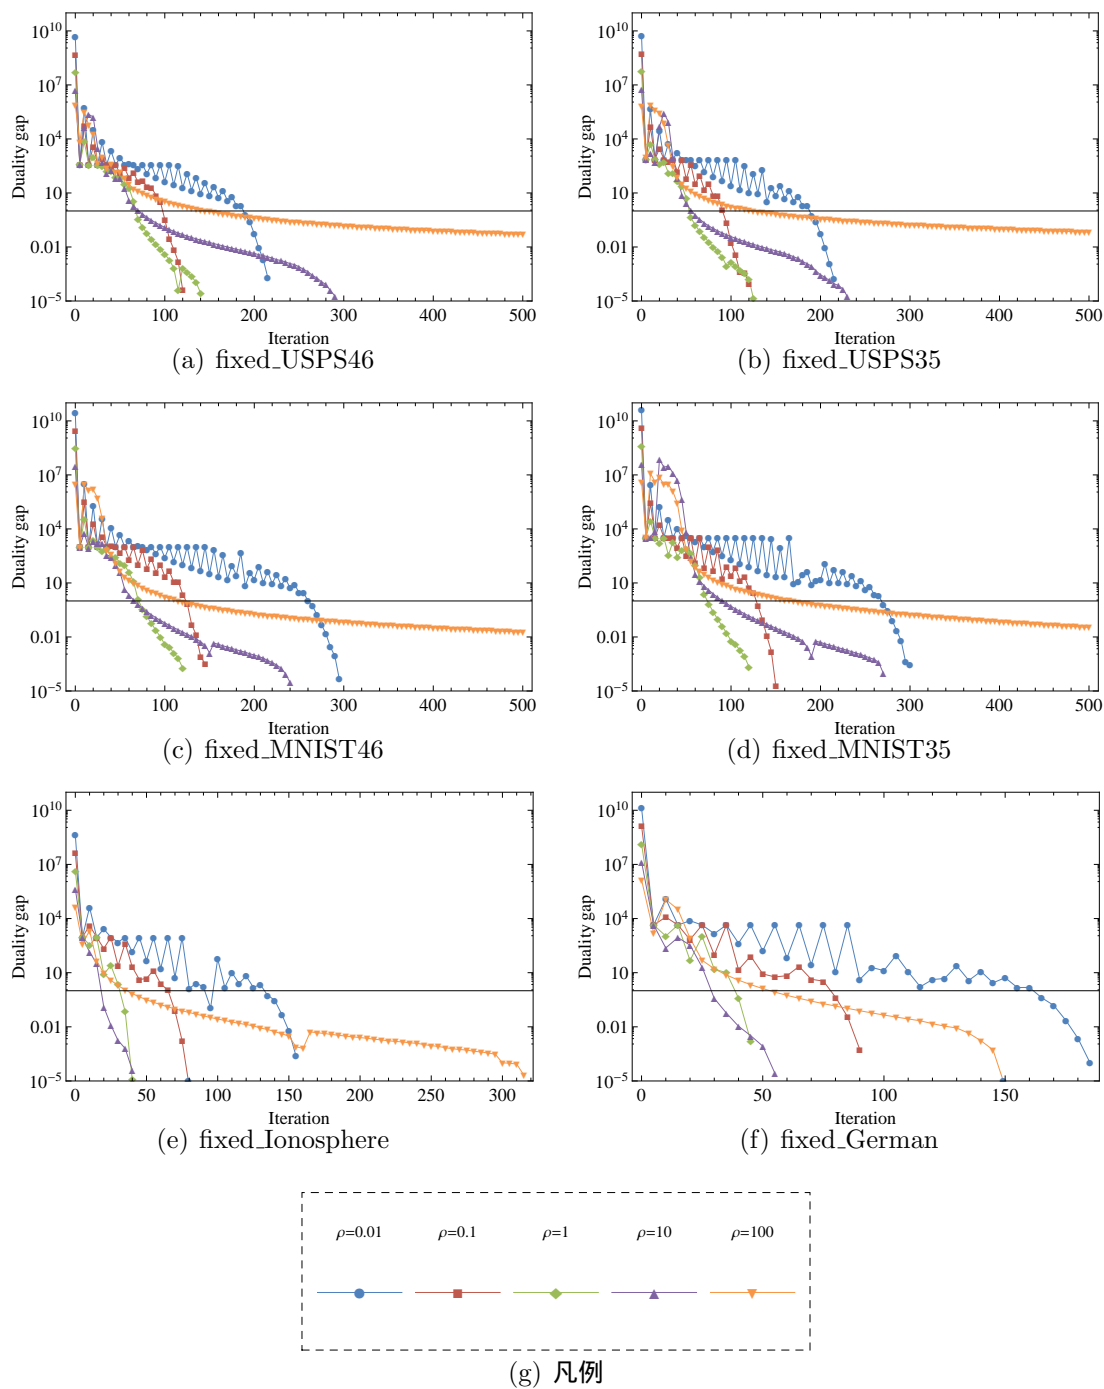 10^10
10^7
10^4
10
0.01
10^-5
Duality gap
0 100 200 300 400 500
Iteration
(a) fixed_USPS46
10^10
10^7
10^4
10
0.01
10^-5
Duality gap
0 100 200 300 400 500
Iteration
(b) fixed_USPS35
10^10
10^7
10^4
10
0.01
10^-5
Duality gap
0 100 200 300 400 500
Iteration
(c) fixed_MNIST46
10^10
10^7
10^4
10
0.01
10^-5
Duality gap
0 100 200 300 400 500
Iteration
(d) fixed_MNIST35
10^10
10^7
10^4
10
0.01
10^-5
Duality gap
0 50 100 150 200 250 300
Iteration
(e) fixed_Ionosphere
10^10
10^7
10^4
10
0.01
10^-5
Duality gap
0 50 100 150
Iteration
(f) fixed_German
ρ=0.01 ρ=0.1 ρ=1 ρ=10 ρ=100
(g) 凡例